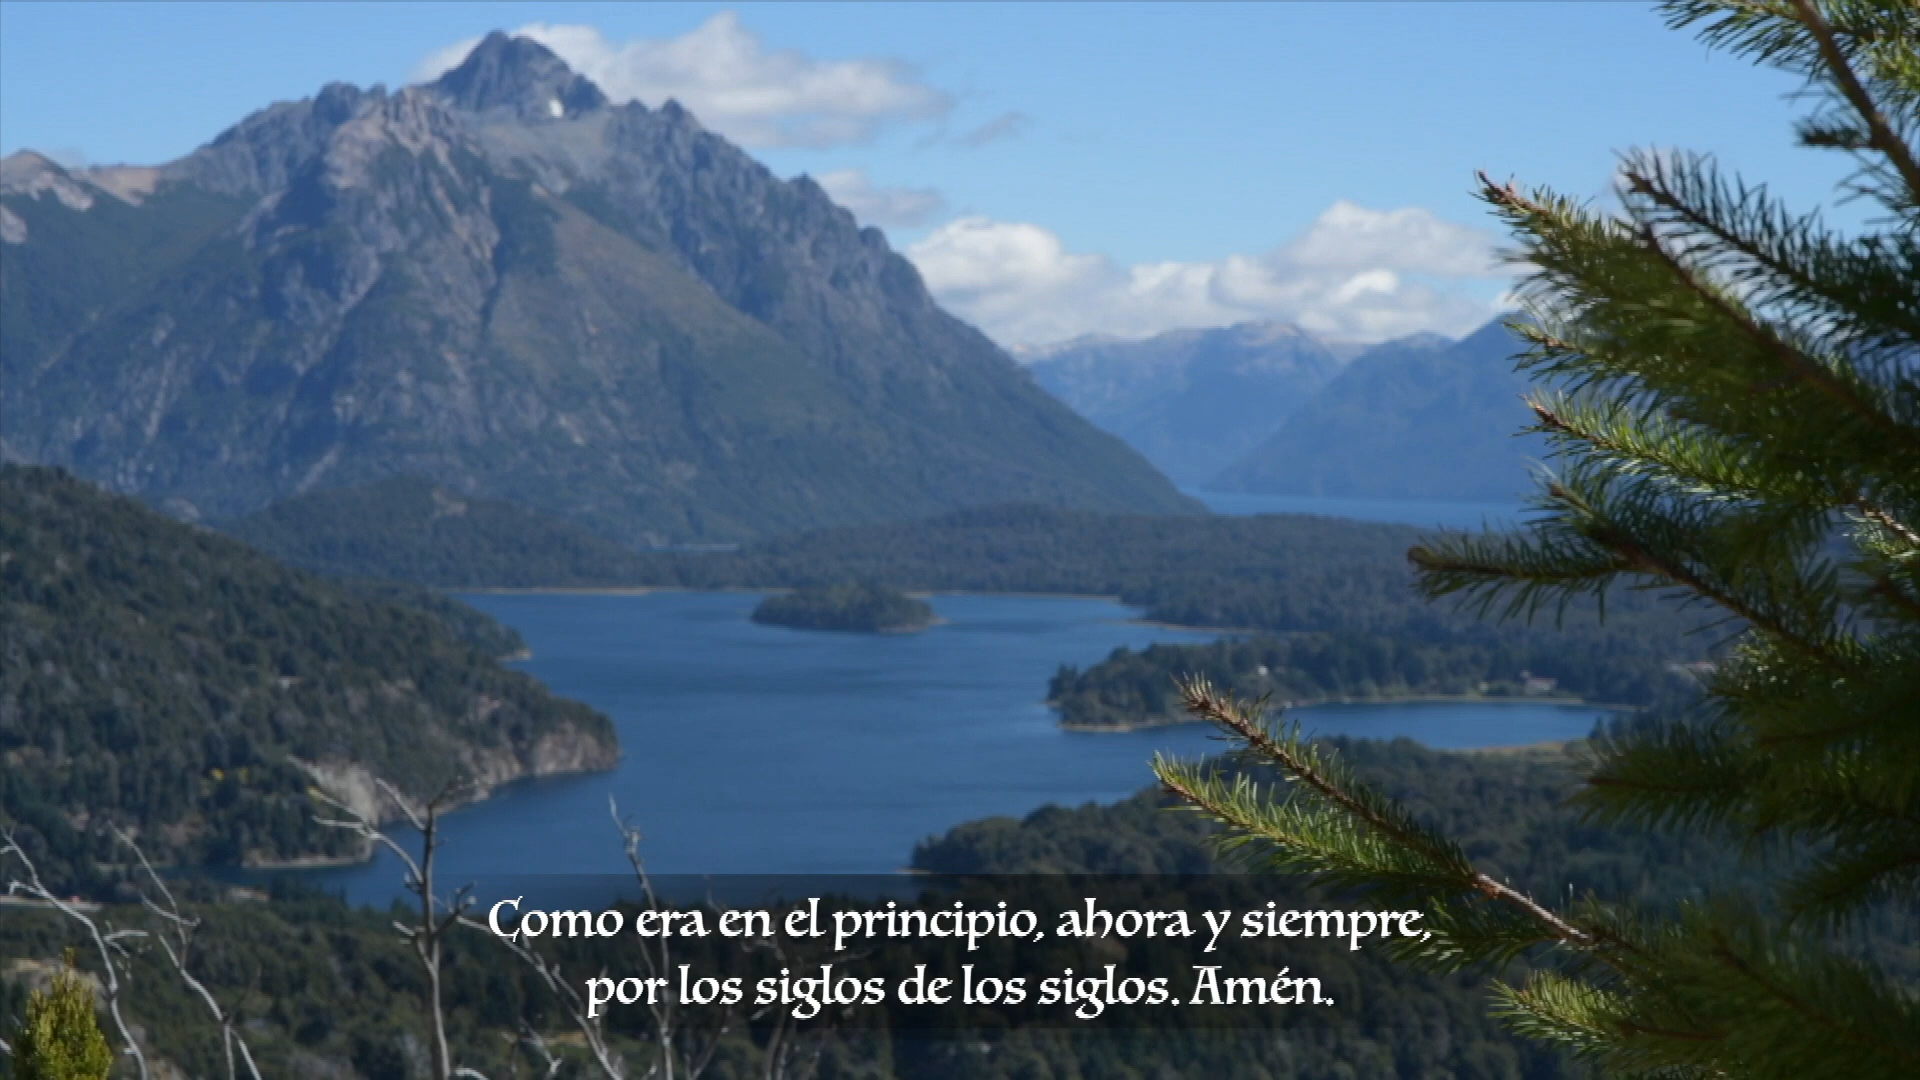 Como era en el principio, ahora y siempre,
por los siglos de los siglos. Amén.